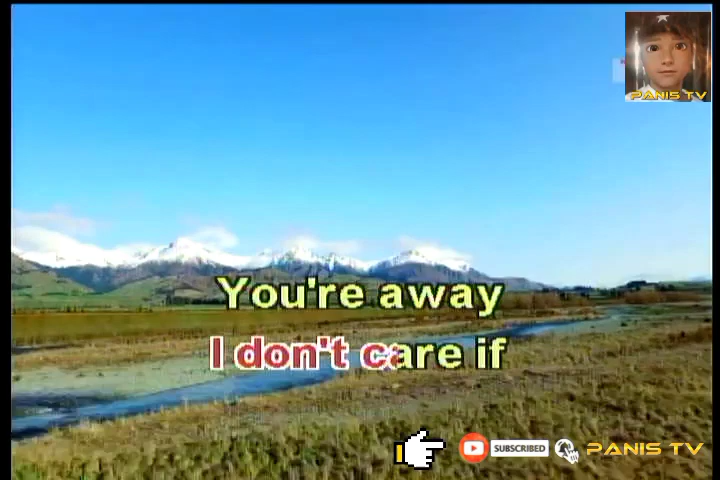 PANIS TV
You're away
I don't care if
SUBSCRIBED
PANIS TV